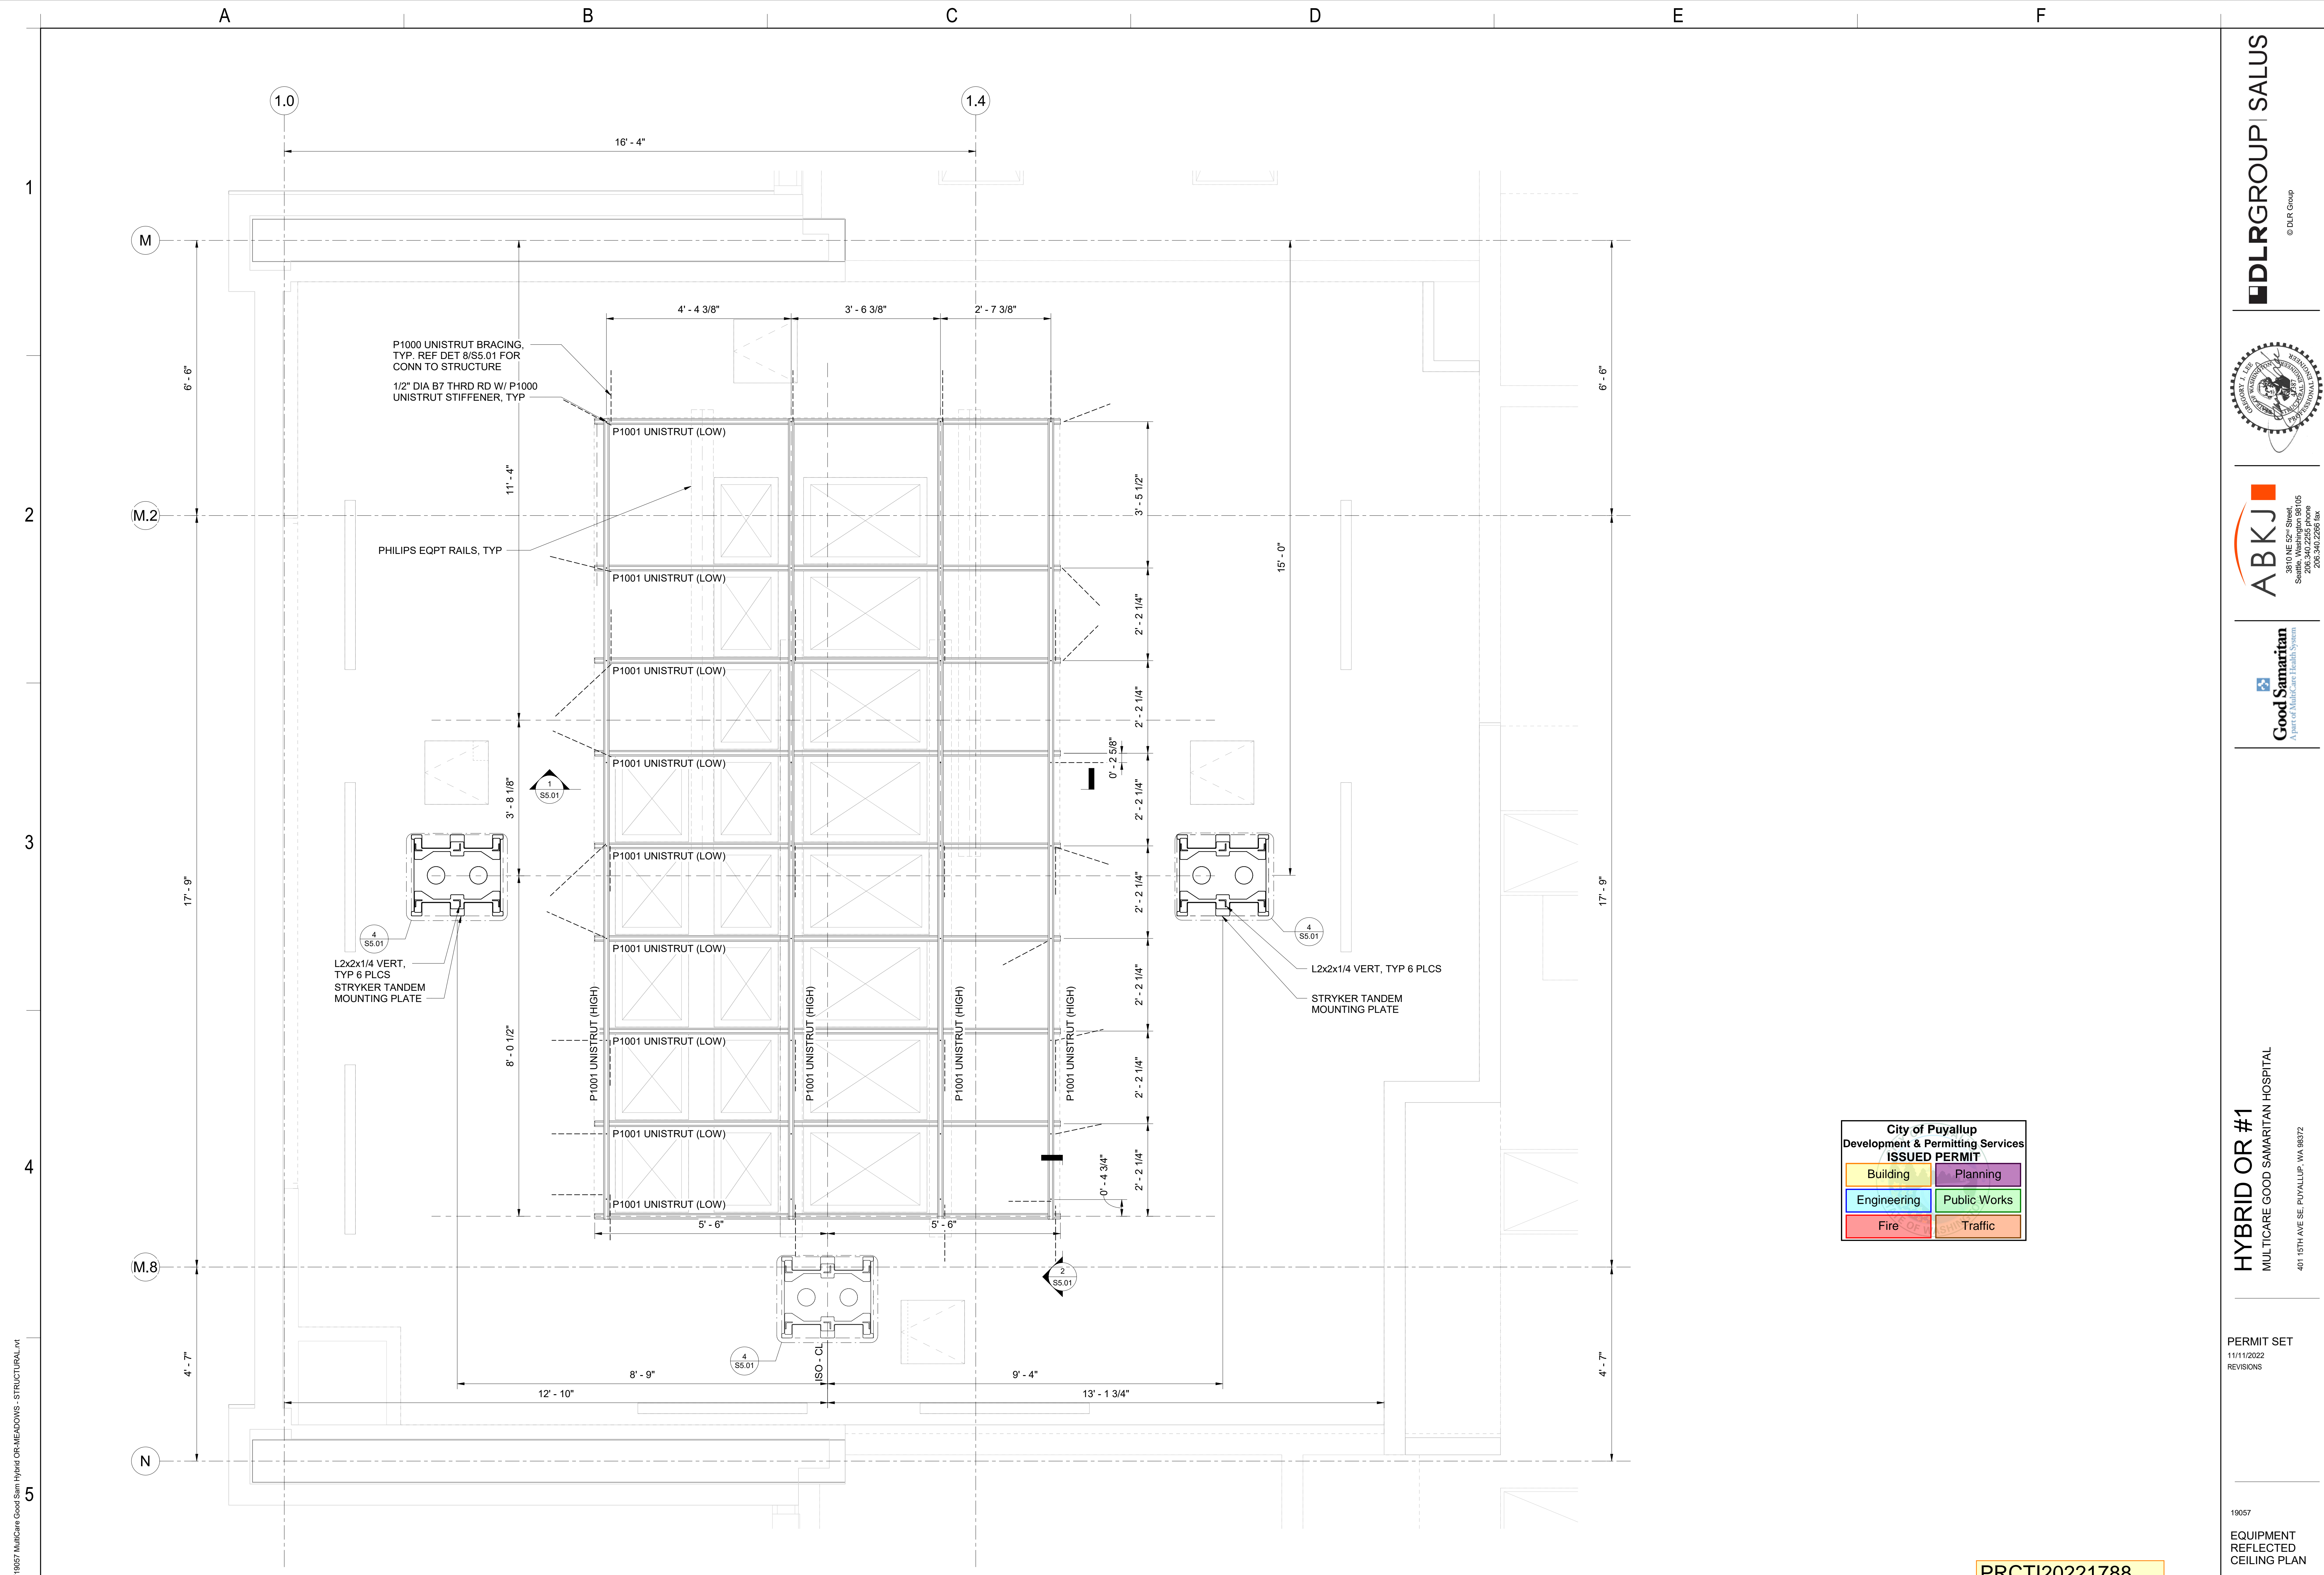 A
B
C
D
E
F
1
2
3
4
5
1.0
1.4
16' - 4"
M
M.2
M.8
N
6' - 6"
17' - 9"
4' - 7"
11' - 4"
3' - 8 1/8"
8' - 0 1/2"
4' - 4 3/8"
3' - 6 3/8"
2' - 7 3/8"
P1000 UNISTRUT BRACING,
TYP. REF DET 8/S5.01 FOR
CONN TO STRUCTURE
1/2" DIA B7 THRD RD W/ P1000
UNISTRUT STIFFENER, TYP
PHILIPS EQPT RAILS, TYP
P1001 UNISTRUT (LOW)
P1001 UNISTRUT (LOW)
P1001 UNISTRUT (LOW)
P1001 UNISTRUT (LOW)
P1001 UNISTRUT (LOW)
P1001 UNISTRUT (LOW)
P1001 UNISTRUT (LOW)
P1001 UNISTRUT (LOW)
P1001 UNISTRUT (LOW)
P1001 UNISTRUT (HIGH)
P1001 UNISTRUT (HIGH)
P1001 UNISTRUT (HIGH)
P1001 UNISTRUT (HIGH)
3' - 5 1/2"
2' - 2 1/4"
2' - 2 1/4"
0' - 2 5/8"
2' - 2 1/4"
2' - 2 1/4"
2' - 2 1/4"
2' - 2 1/4"
2' - 2 1/4"
0' - 4 3/4"
15' - 0"
6' - 6"
17' - 9"
4' - 7"
1
S5.01
4
S5.01
L2x2x1/4 VERT,
TYP 6 PLCS
STRYKER TANDEM
MOUNTING PLATE
4
S5.01
L2x2x1/4 VERT, TYP 6 PLCS
STRYKER TANDEM
MOUNTING PLATE
5' - 6"
5' - 6"
2
S5.01
4
S5.01
ISO - CL
8' - 9"
9' - 4"
12' - 10"
13' - 1 3/4"
City of Puyallup
Development & Permitting Services
ISSUED PERMIT
Building
Planning
Engineering
Public Works
Fire
Traffic
PRCTI20221788
19057 MultiCare Good Sam Hybrid OR-MEADOWS - STRUCTURAL.rvt
DLRGROUP | SALUS
© DLR Group
GREGORY J. LEE
ABKJ
3810 NE 52nd Street,
Seattle, Washington 98105
206.340.2255 phone
206.340.2266 fax
Good Samaritan
A part of MultiCare Health System
HYBRID OR #1
MULTICARE GOOD SAMARITAN HOSPITAL
401 15TH AVE SE, PUYALLUP, WA 98372
PERMIT SET
11/11/2022
REVISIONS
19057
EQUIPMENT
REFLECTED
CEILING PLAN